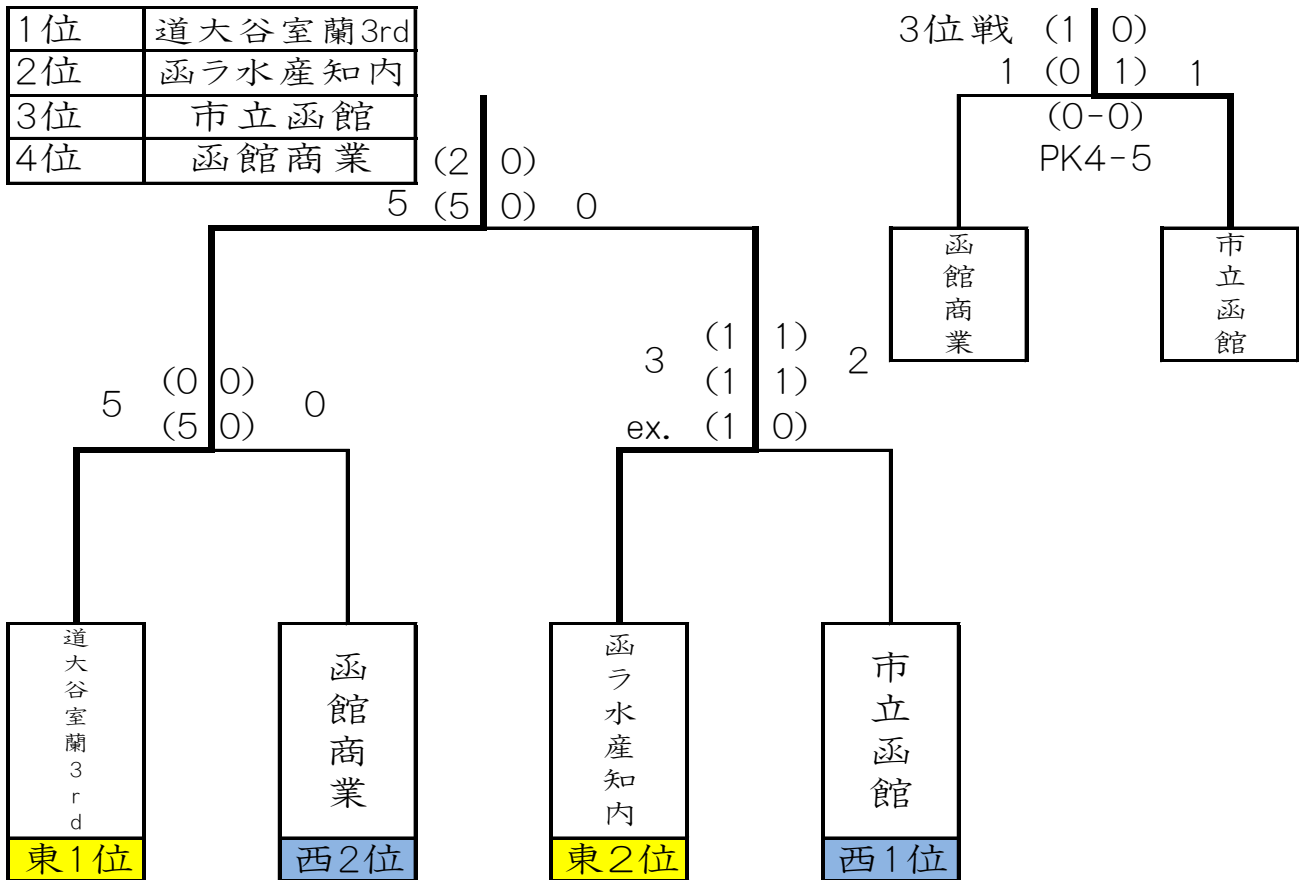 1位 道大谷室蘭3rd
2位 函ラ水産知内
3位 市立函館
4位 函館商業
3位戦 (1 0)
1 (0 1) 1
(0-0)
PK4-5
函館商業
市立函館
(2 0)
5 (5 0) 0
5 (0 0) 0
(5 0)
3 (1 1) 2
(1 1)
ex. (1 0)
道大谷室蘭3rd
函館商業
函ラ水産知内
市立函館
東1位
西2位
東2位
西1位